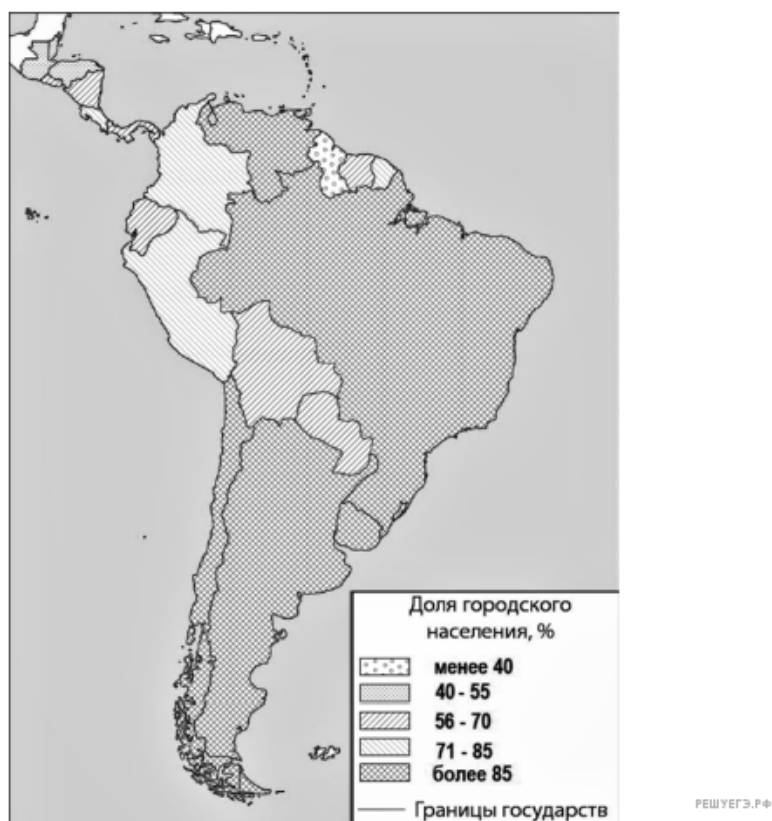 Доля городского
населения, %
менее 40
40 - 55
56 - 70
71 - 85
более 85
Границы государств
РЕШУЕГЭ.РФ